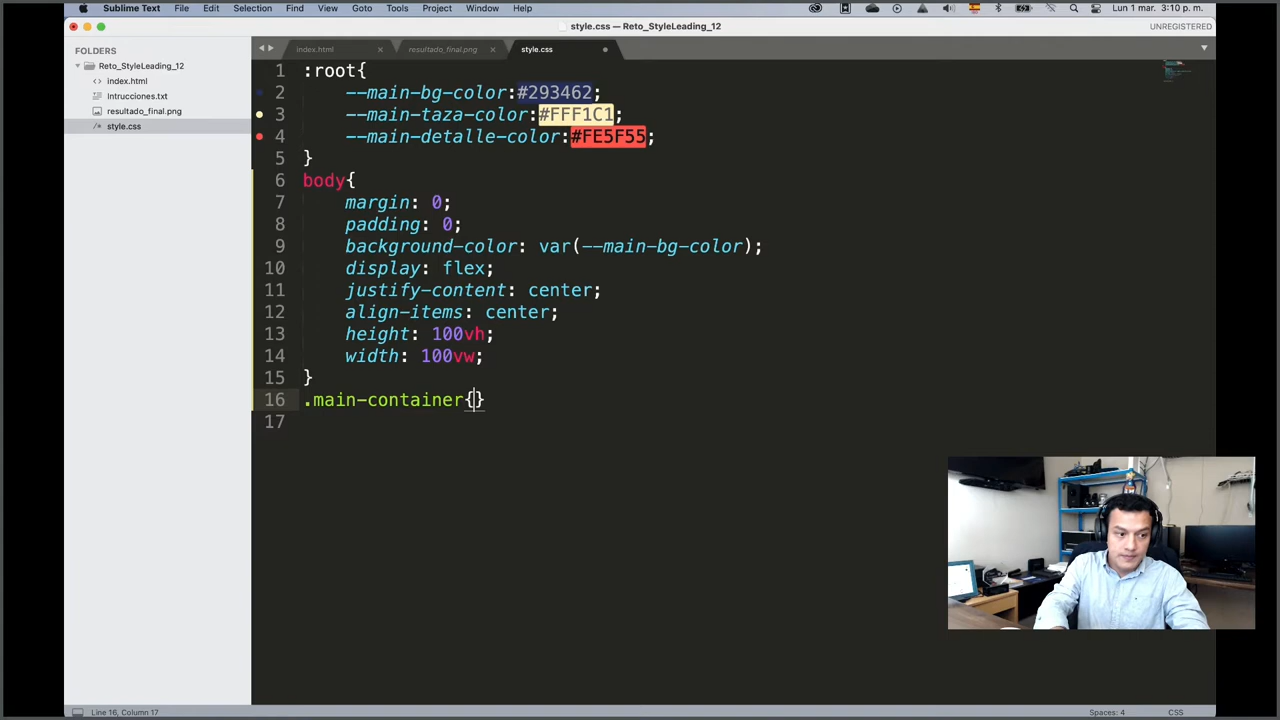 Sublime Text File Edit Selection Find View Goto Tools Project Window Help Lun 1 mar. 3:10 p. m.
style.css — Reto_StyleLeading_12
UNREGISTERED
FOLDERS
Reto_StyleLeading_12
index.html
Intrucciones.txt
resultado_final.png
style.css
index.html resultado_final.png style.css
1 :root{
2 --main-bg-color:#293462;
3 --main-taza-color:#FFF1C1;
4 --main-detalle-color:#FE5F55;
5 }
6 body{
7 margin: 0;
8 padding: 0;
9 background-color: var(--main-bg-color);
10 display: flex;
11 justify-content: center;
12 align-items: center;
13 height: 100vh;
14 width: 100vw;
15 }
16 .main-container{}
17
Line 16, Column 17
Spaces: 4
CSS